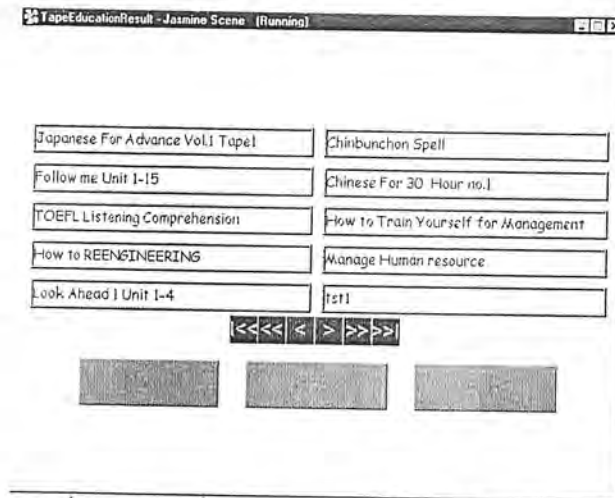 TapeEducationResult - Jasmine Scene [Running]
Japanese For Advance Vol.1 Tape1
Chinbunchon Spell
Follow me Unit 1-15
Chinese For 30 Hour no.1
TOEFL Listening Comprehension
How to Train Yourself for Management
How to REENGINEERING
Manage Human resource
Look Ahead 1 Unit 1-4
tst1
|<< << < > >> >>|